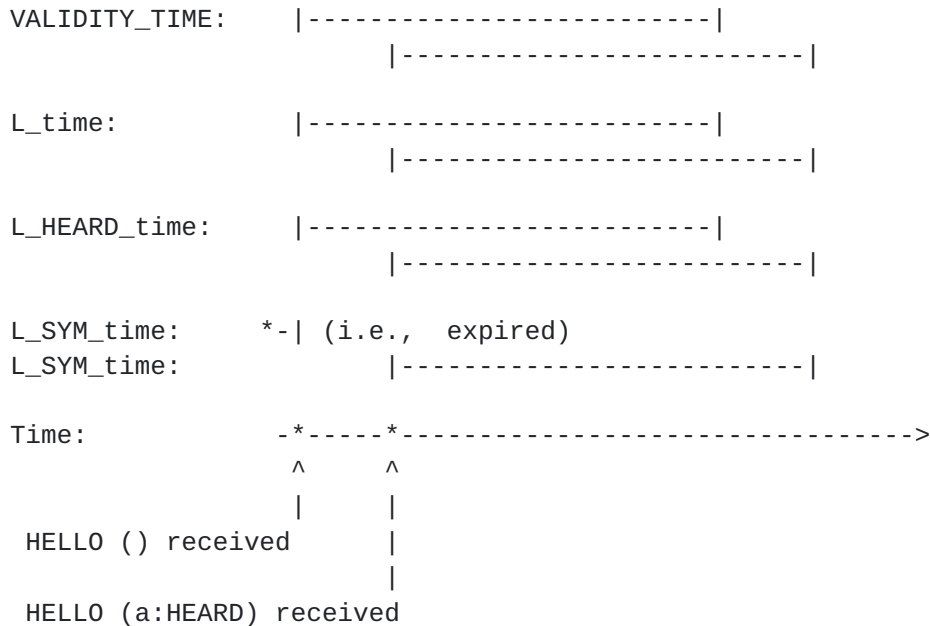 VALIDITY_TIME:    |--------------------------|
                        |--------------------------|
L_time:           |--------------------------|
                        |--------------------------|
L_HEARD_time:     |--------------------------|
                        |--------------------------|
L_SYM_time:     *-| (i.e.,  expired)
L_SYM_time:             |--------------------------|
Time:            -*-----*--------------------------------->
                  ^     ^
                  |     |
 HELLO () received      |
                        |
 HELLO (a:HEARD) received